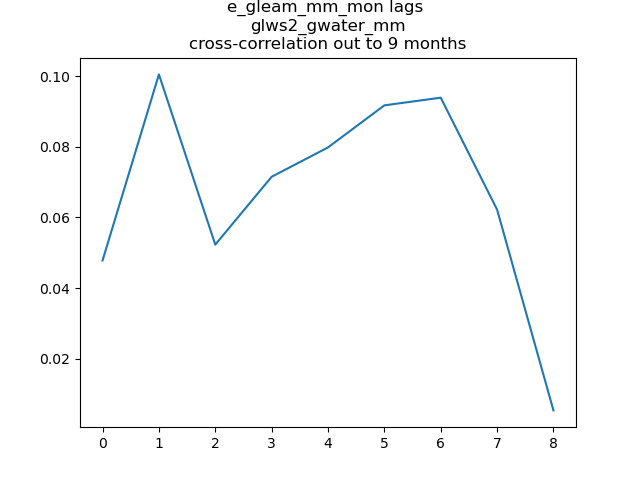 e_gleam_mm_mon lags
glws2_gwater_mm
cross-correlation out to 9 months
0.10
0.08
0.06
0.04
0.02
0 1 2 3 4 5 6 7 8